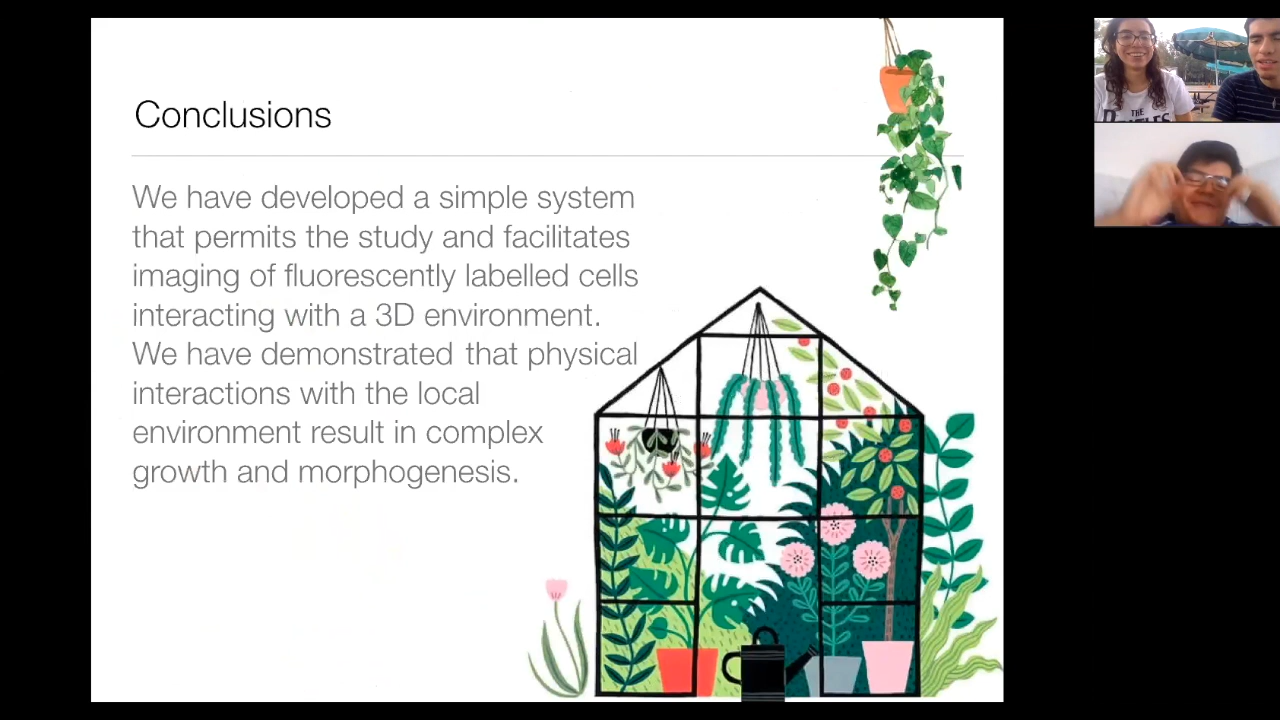 Conclusions
We have developed a simple system
that permits the study and facilitates
imaging of fluorescently labelled cells
interacting with a 3D environment.
We have demonstrated that physical
interactions with the local
environment result in complex
growth and morphogenesis.
THE